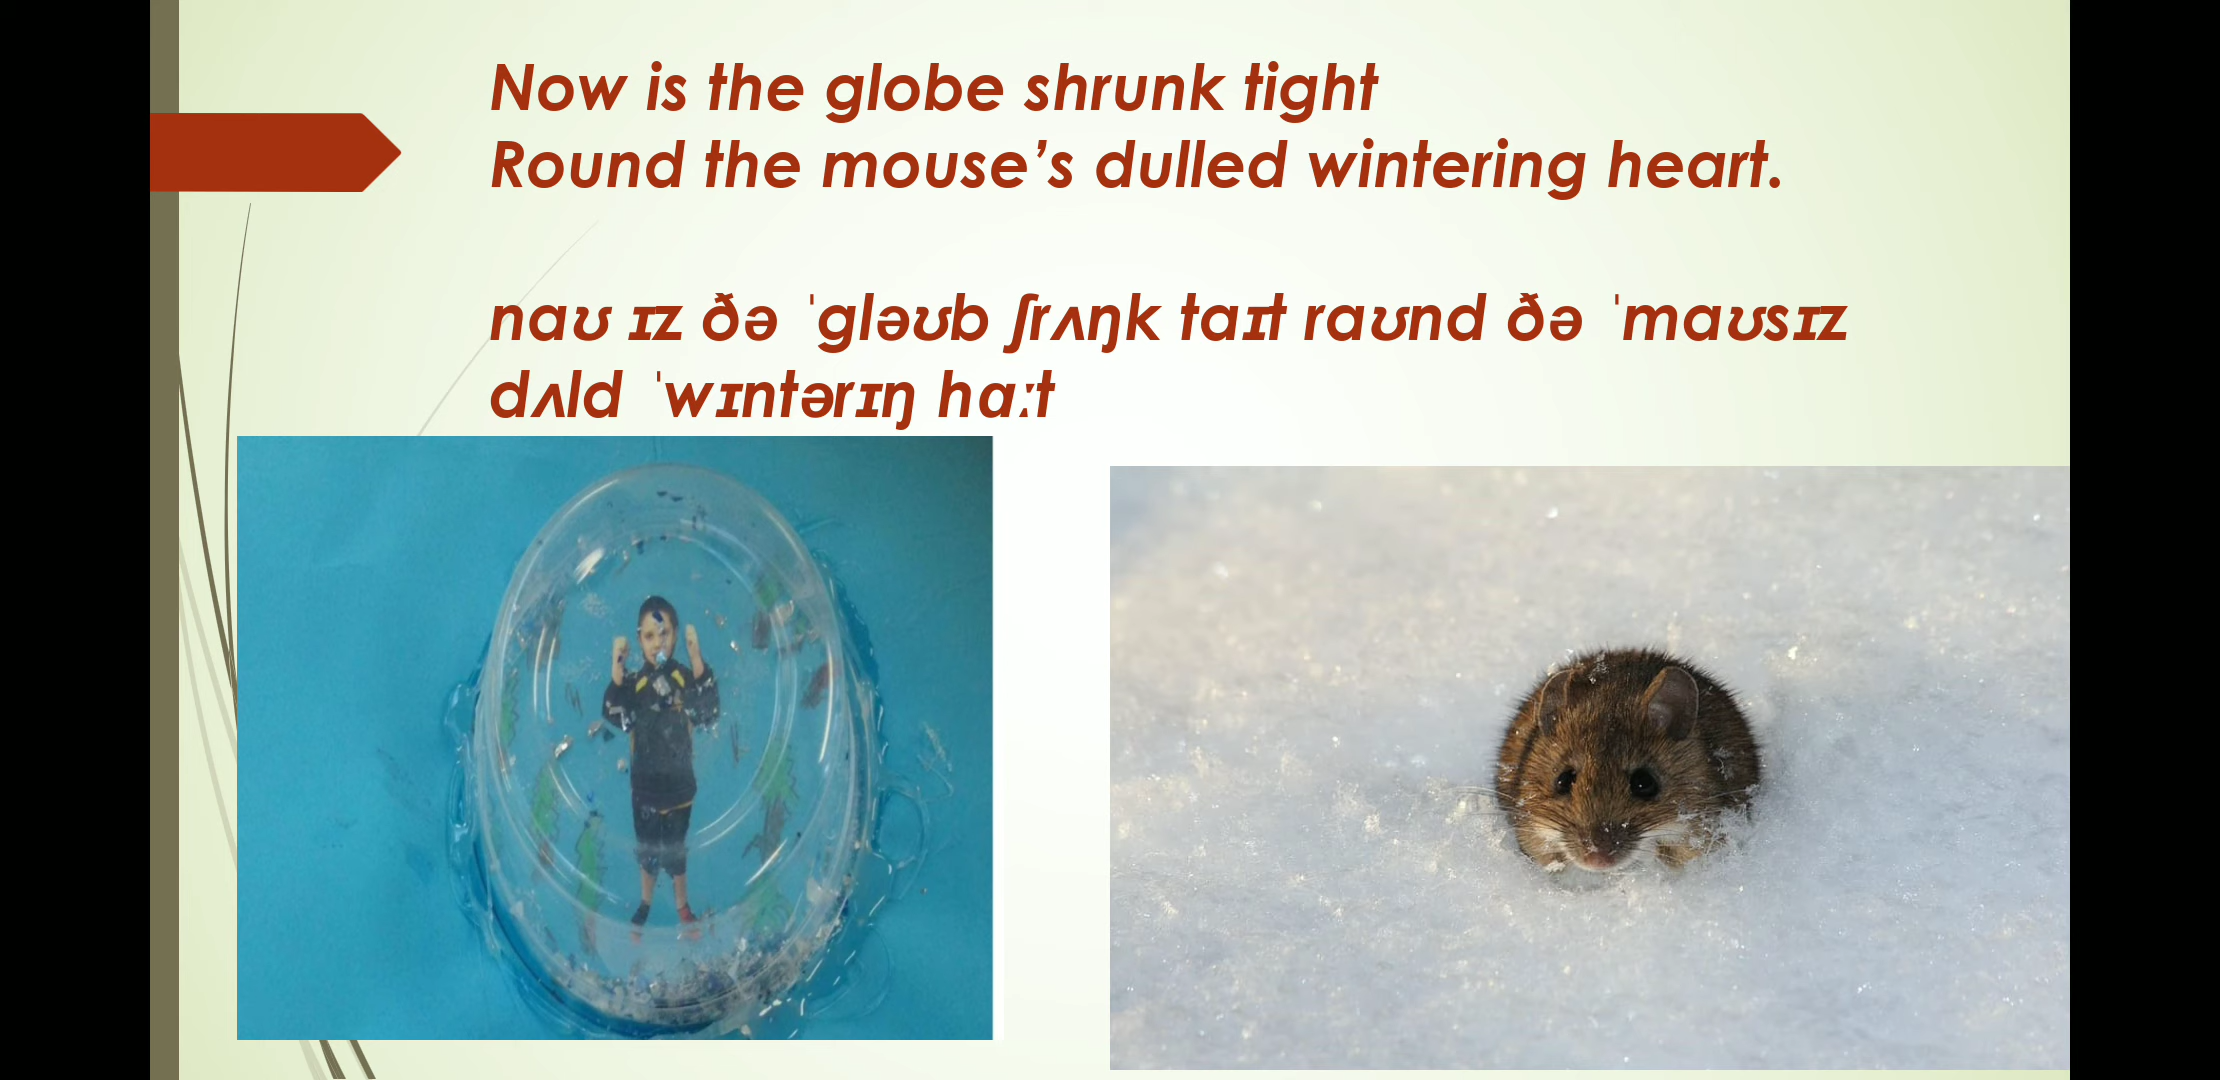 Now is the globe shrunk tight
Round the mouse’s dulled wintering heart.
naʊ ɪz ðə ˈgləʊb ʃrʌŋk taɪt raʊnd ðə ˈmaʊsɪz
dʌld ˈwɪntərɪŋ hɑːt